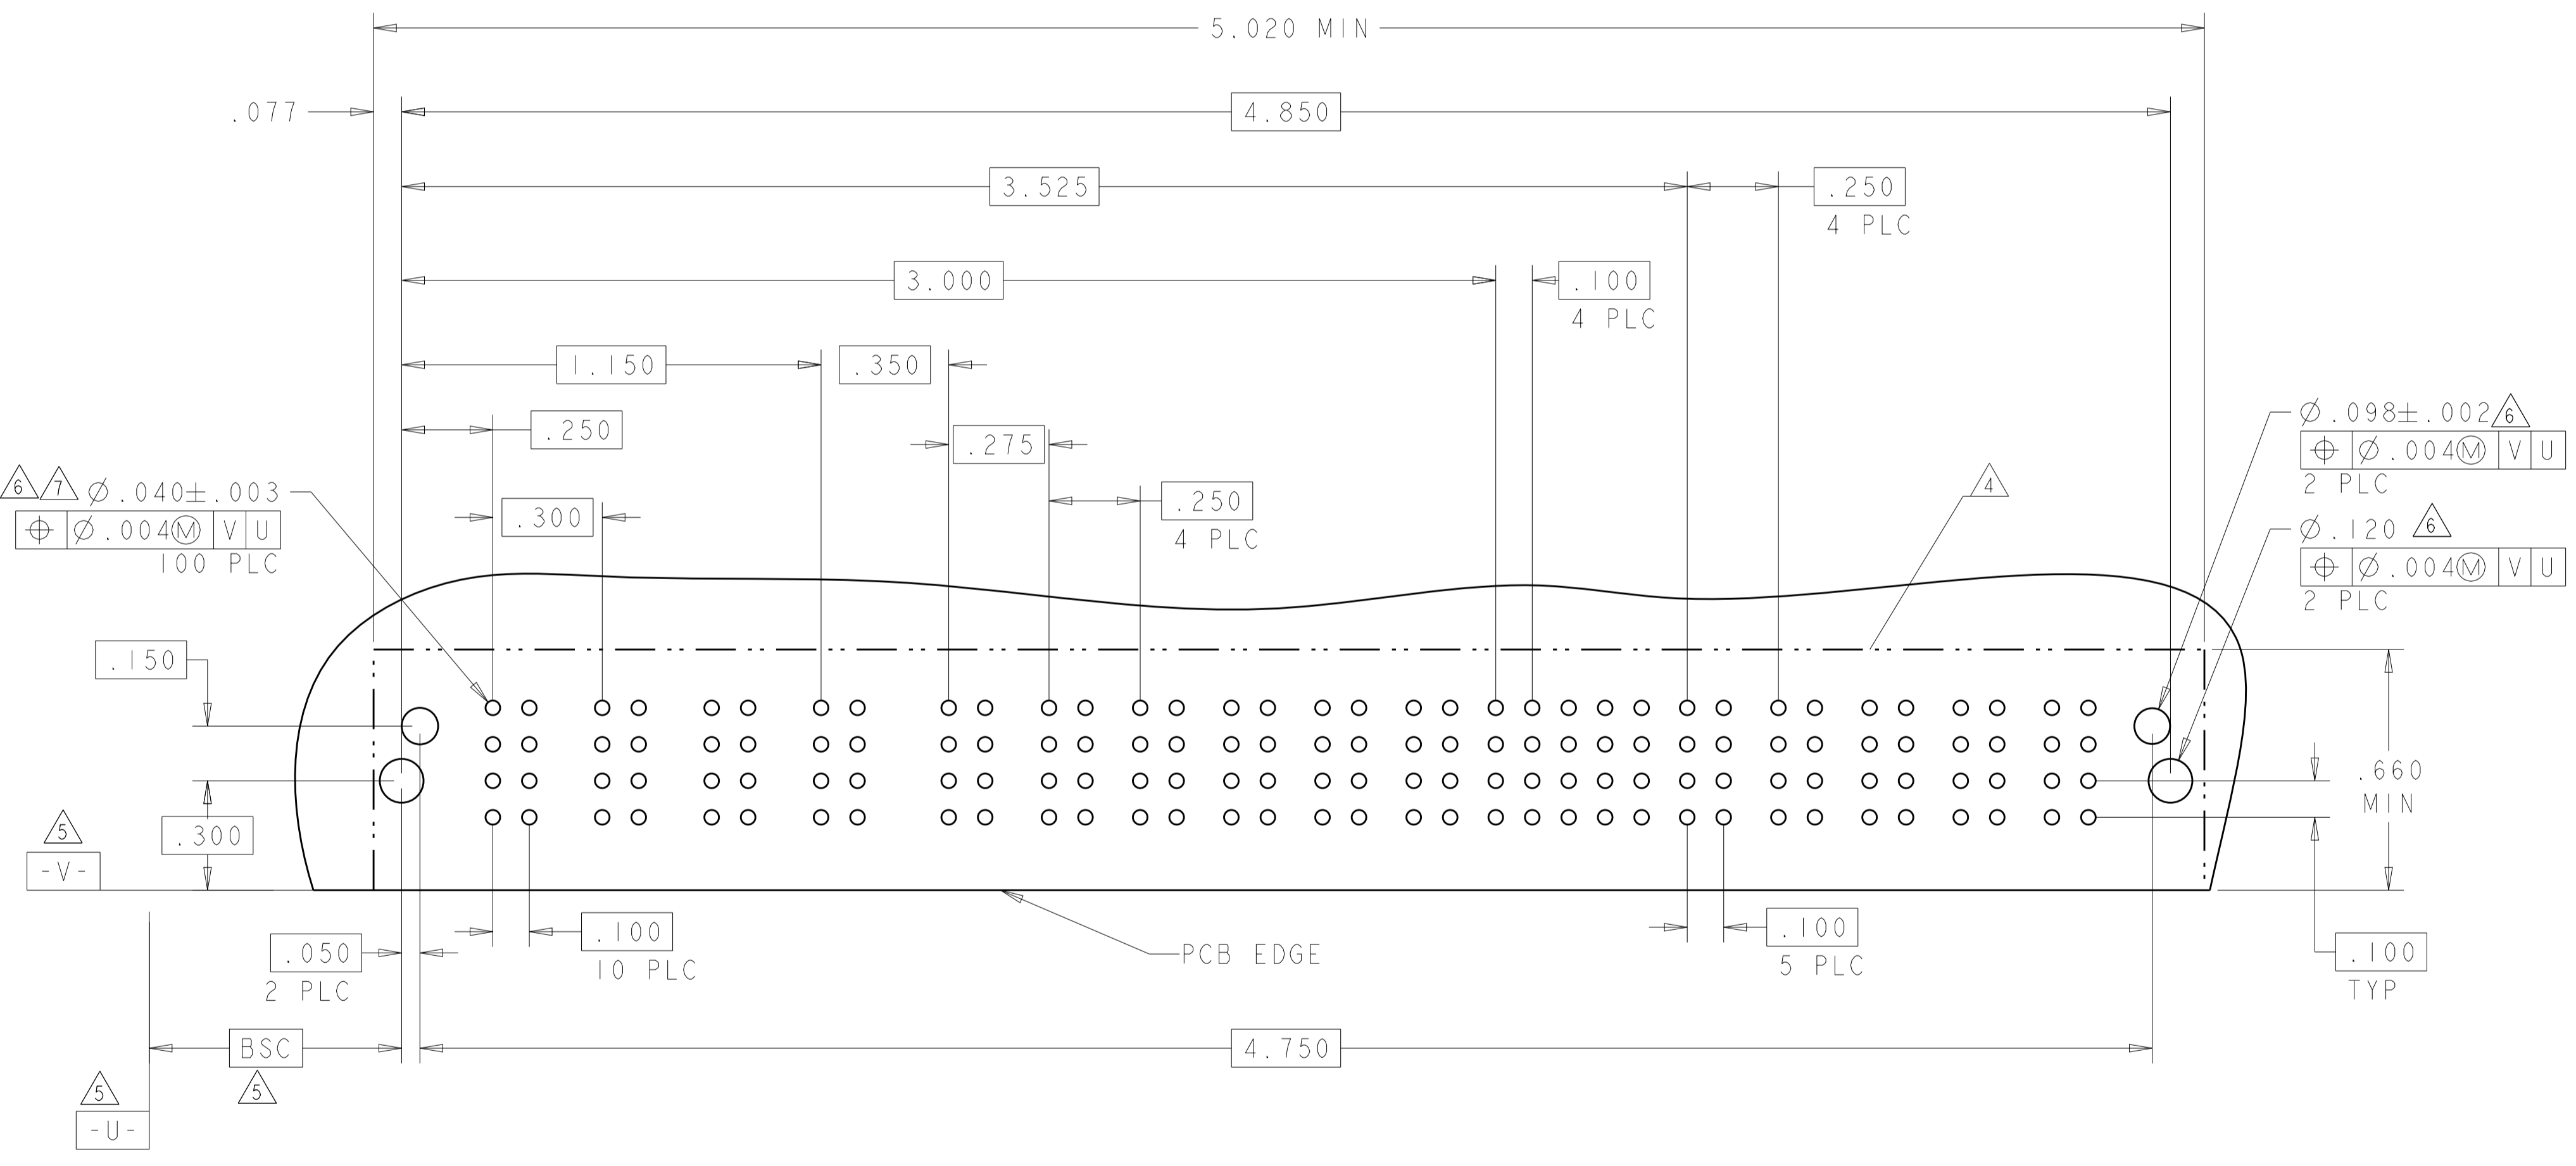 5.020 MIN
.077
4.850
3.525
.250
4 PLC
3.000
.100
4 PLC
1.150
.350
.250
.275
.300
.250
4 PLC
6 7 Ø.040±.003
⌖ Ø.004Ⓜ V U
100 PLC
Ø.098±.002 6
⌖ Ø.004Ⓜ V U
2 PLC
4
Ø.120 6
⌖ Ø.004Ⓜ V U
2 PLC
.150
.660
MIN
5
-V-
.300
.050
2 PLC
.100
10 PLC
PCB EDGE
.100
5 PLC
.100
TYP
BSC
5
4.750
5
-U-